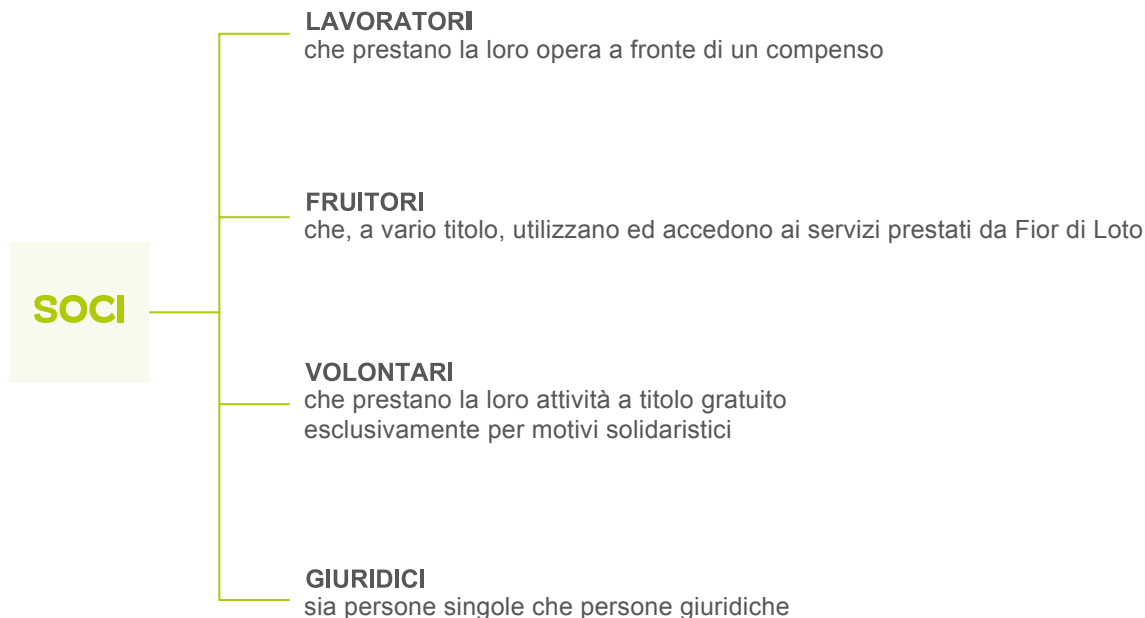 LAVORATORI
che prestano la loro opera a fronte di un compenso
FRUITORI
che, a vario titolo, utilizzano ed accedono ai servizi prestati da Fior di Loto
SOCI
VOLONTARI
che prestano la loro attività a titolo gratuito
esclusivamente per motivi solidaristici
GIURIDICI
sia persone singole che persone giuridiche